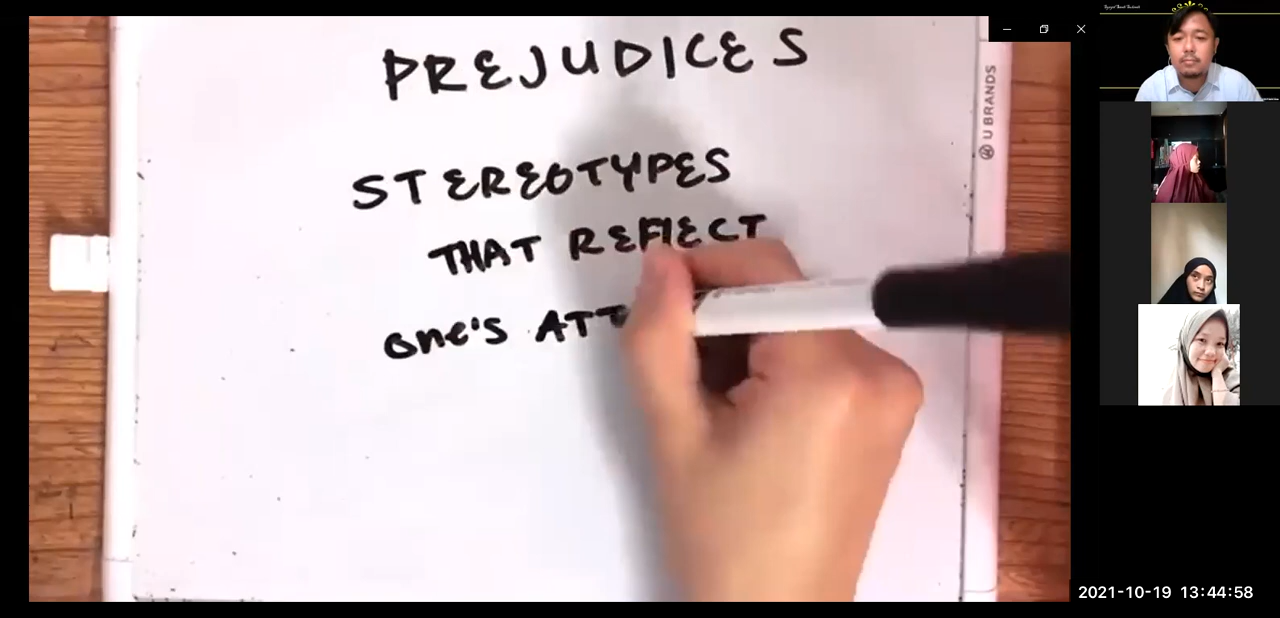 PREJUDICES
STEREOTYPES
THAT REFLECT
One's ATT
U BRANDS
2021-10-19 13:44:58